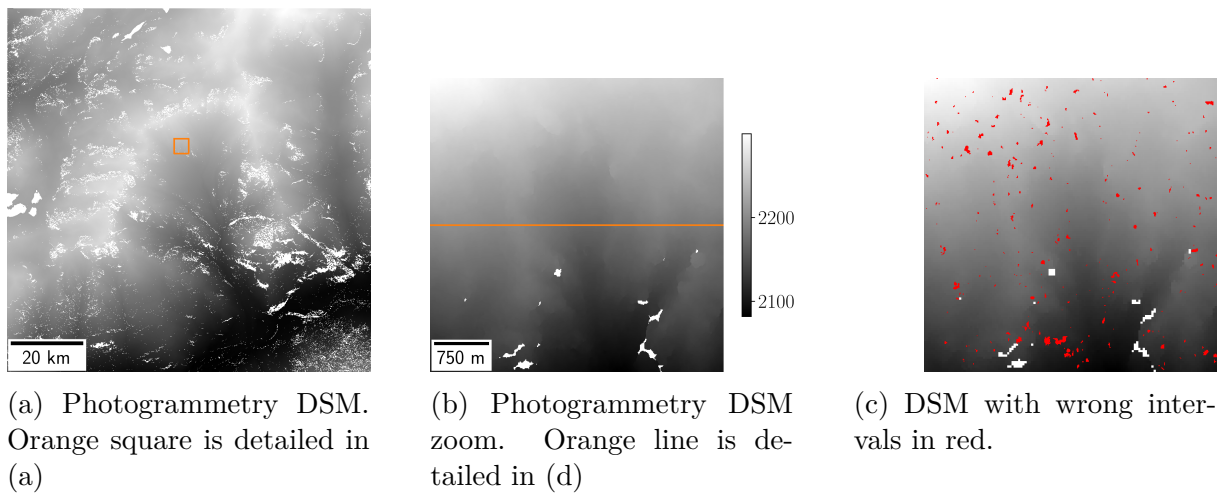 20 km
750 m
2200
2100
(a) Photogrammetry DSM.
Orange square is detailed in
(a)
(b) Photogrammetry DSM
zoom. Orange line is de-
tailed in (d)
(c) DSM with wrong inter-
vals in red.